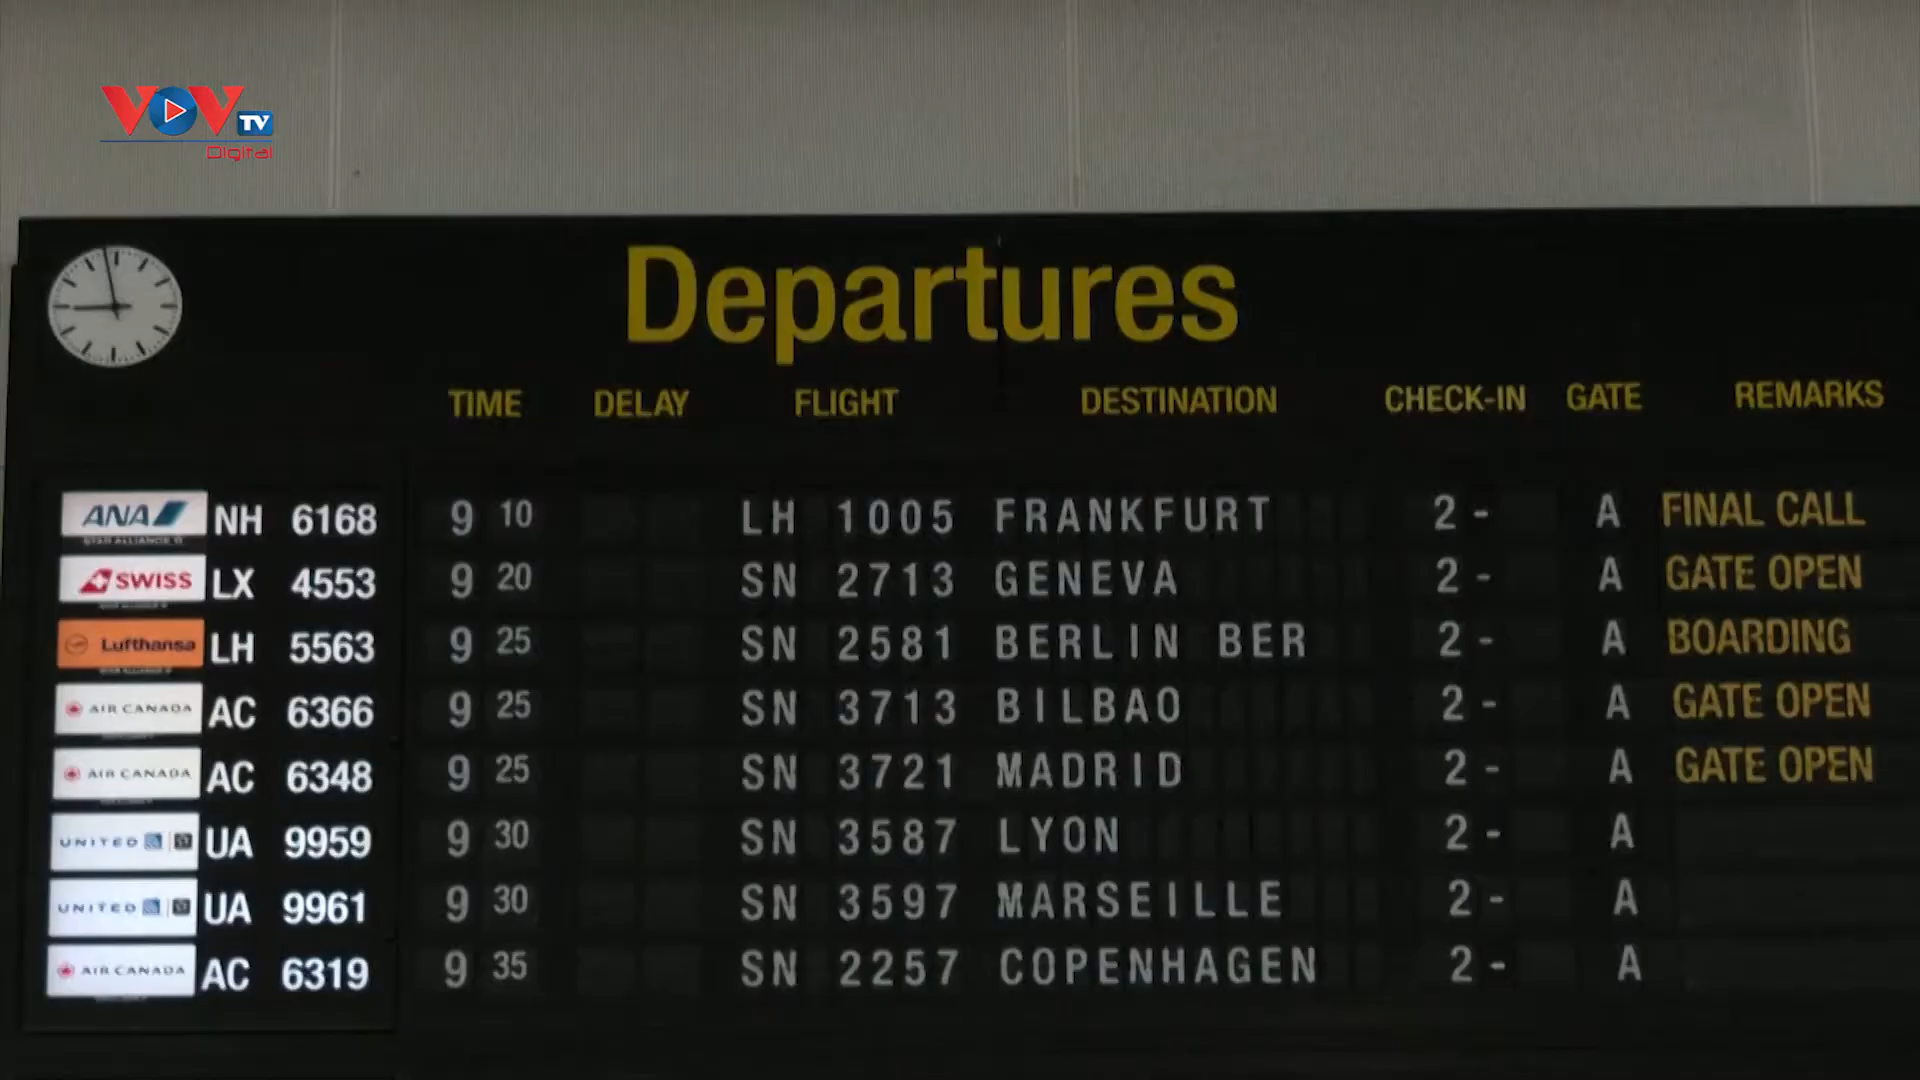 VOV TV
Digital
Departures
TIME DELAY FLIGHT DESTINATION CHECK-IN GATE REMARKS
ANA NH 6168 9 10 LH 1005 FRANKFURT 2 - A FINAL CALL
SWISS LX 4553 9 20 SN 2713 GENEVA 2 - A GATE OPEN
Lufthansa LH 5563 9 25 SN 2581 BERLIN BER 2 - A BOARDING
AIR CANADA AC 6366 9 25 SN 3713 BILBAO 2 - A GATE OPEN
AIR CANADA AC 6348 9 25 SN 3721 MADRID 2 - A GATE OPEN
UNITED UA 9959 9 30 SN 3587 LYON 2 - A
UNITED UA 9961 9 30 SN 3597 MARSEILLE 2 - A
AIR CANADA AC 6319 9 35 SN 2257 COPENHAGEN 2 - A